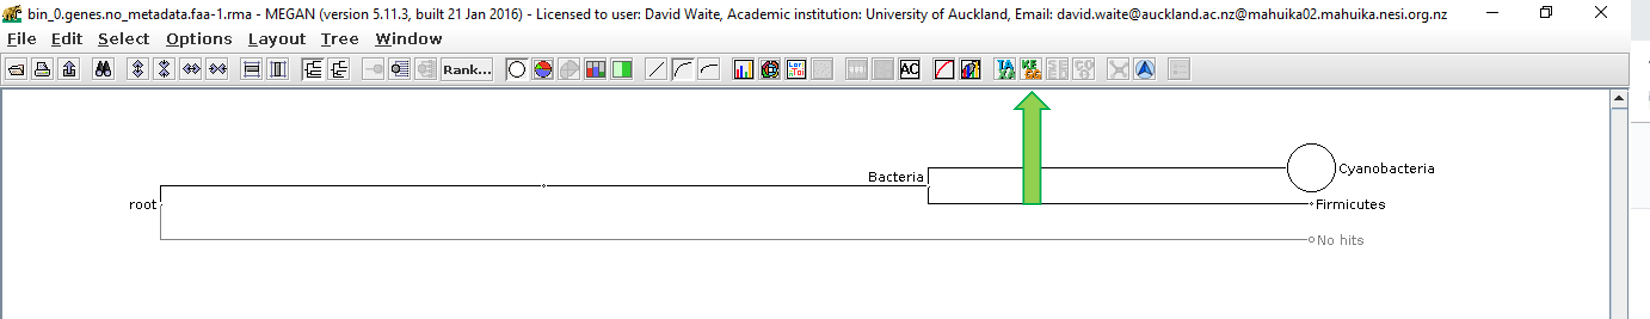 bin_0.genes.no_metadata.faa-1.rma - MEGAN (version 5.11.3, built 21 Jan 2016) - Licensed to user: David Waite, Academic institution: University of Auckland, Email: david.waite@auckland.ac.nz@mahuika02.mahuika.nesi.org.nz
File Edit Select Options Layout Tree Window
Rank... AC
Bacteria
Cyanobacteria
root
Firmicutes
No hits